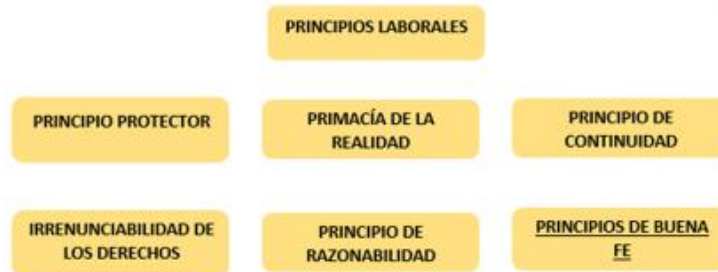 PRINCIPIOS LABORALES
PRINCIPIO PROTECTOR
PRIMACÍA DE LA
REALIDAD
PRINCIPIO DE
CONTINUIDAD
IRRENUNCIABILIDAD DE
LOS DERECHOS
PRINCIPIO DE
RAZONABILIDAD
PRINCIPIOS DE BUENA
FE